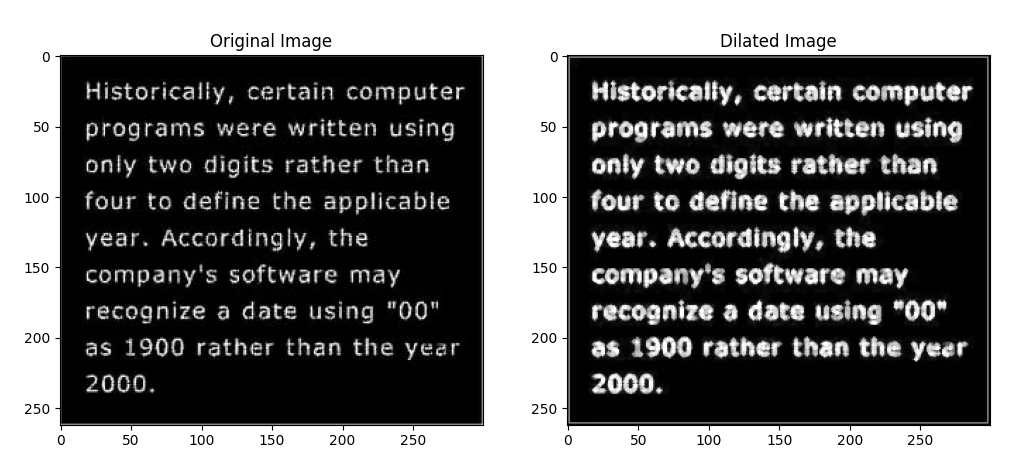 Original Image
0
50
100
150
200
250
0 50 100 150 200 250
Historically, certain computer
programs were written using
only two digits rather than
four to define the applicable
year. Accordingly, the
company's software may
recognize a date using "00"
as 1900 rather than the year
2000.
Dilated Image
0
50
100
150
200
250
0 50 100 150 200 250
Historically, certain computer
programs were written using
only two digits rather than
four to define the applicable
year. Accordingly, the
company's software may
recognize a date using "00"
as 1900 rather than the year
2000.